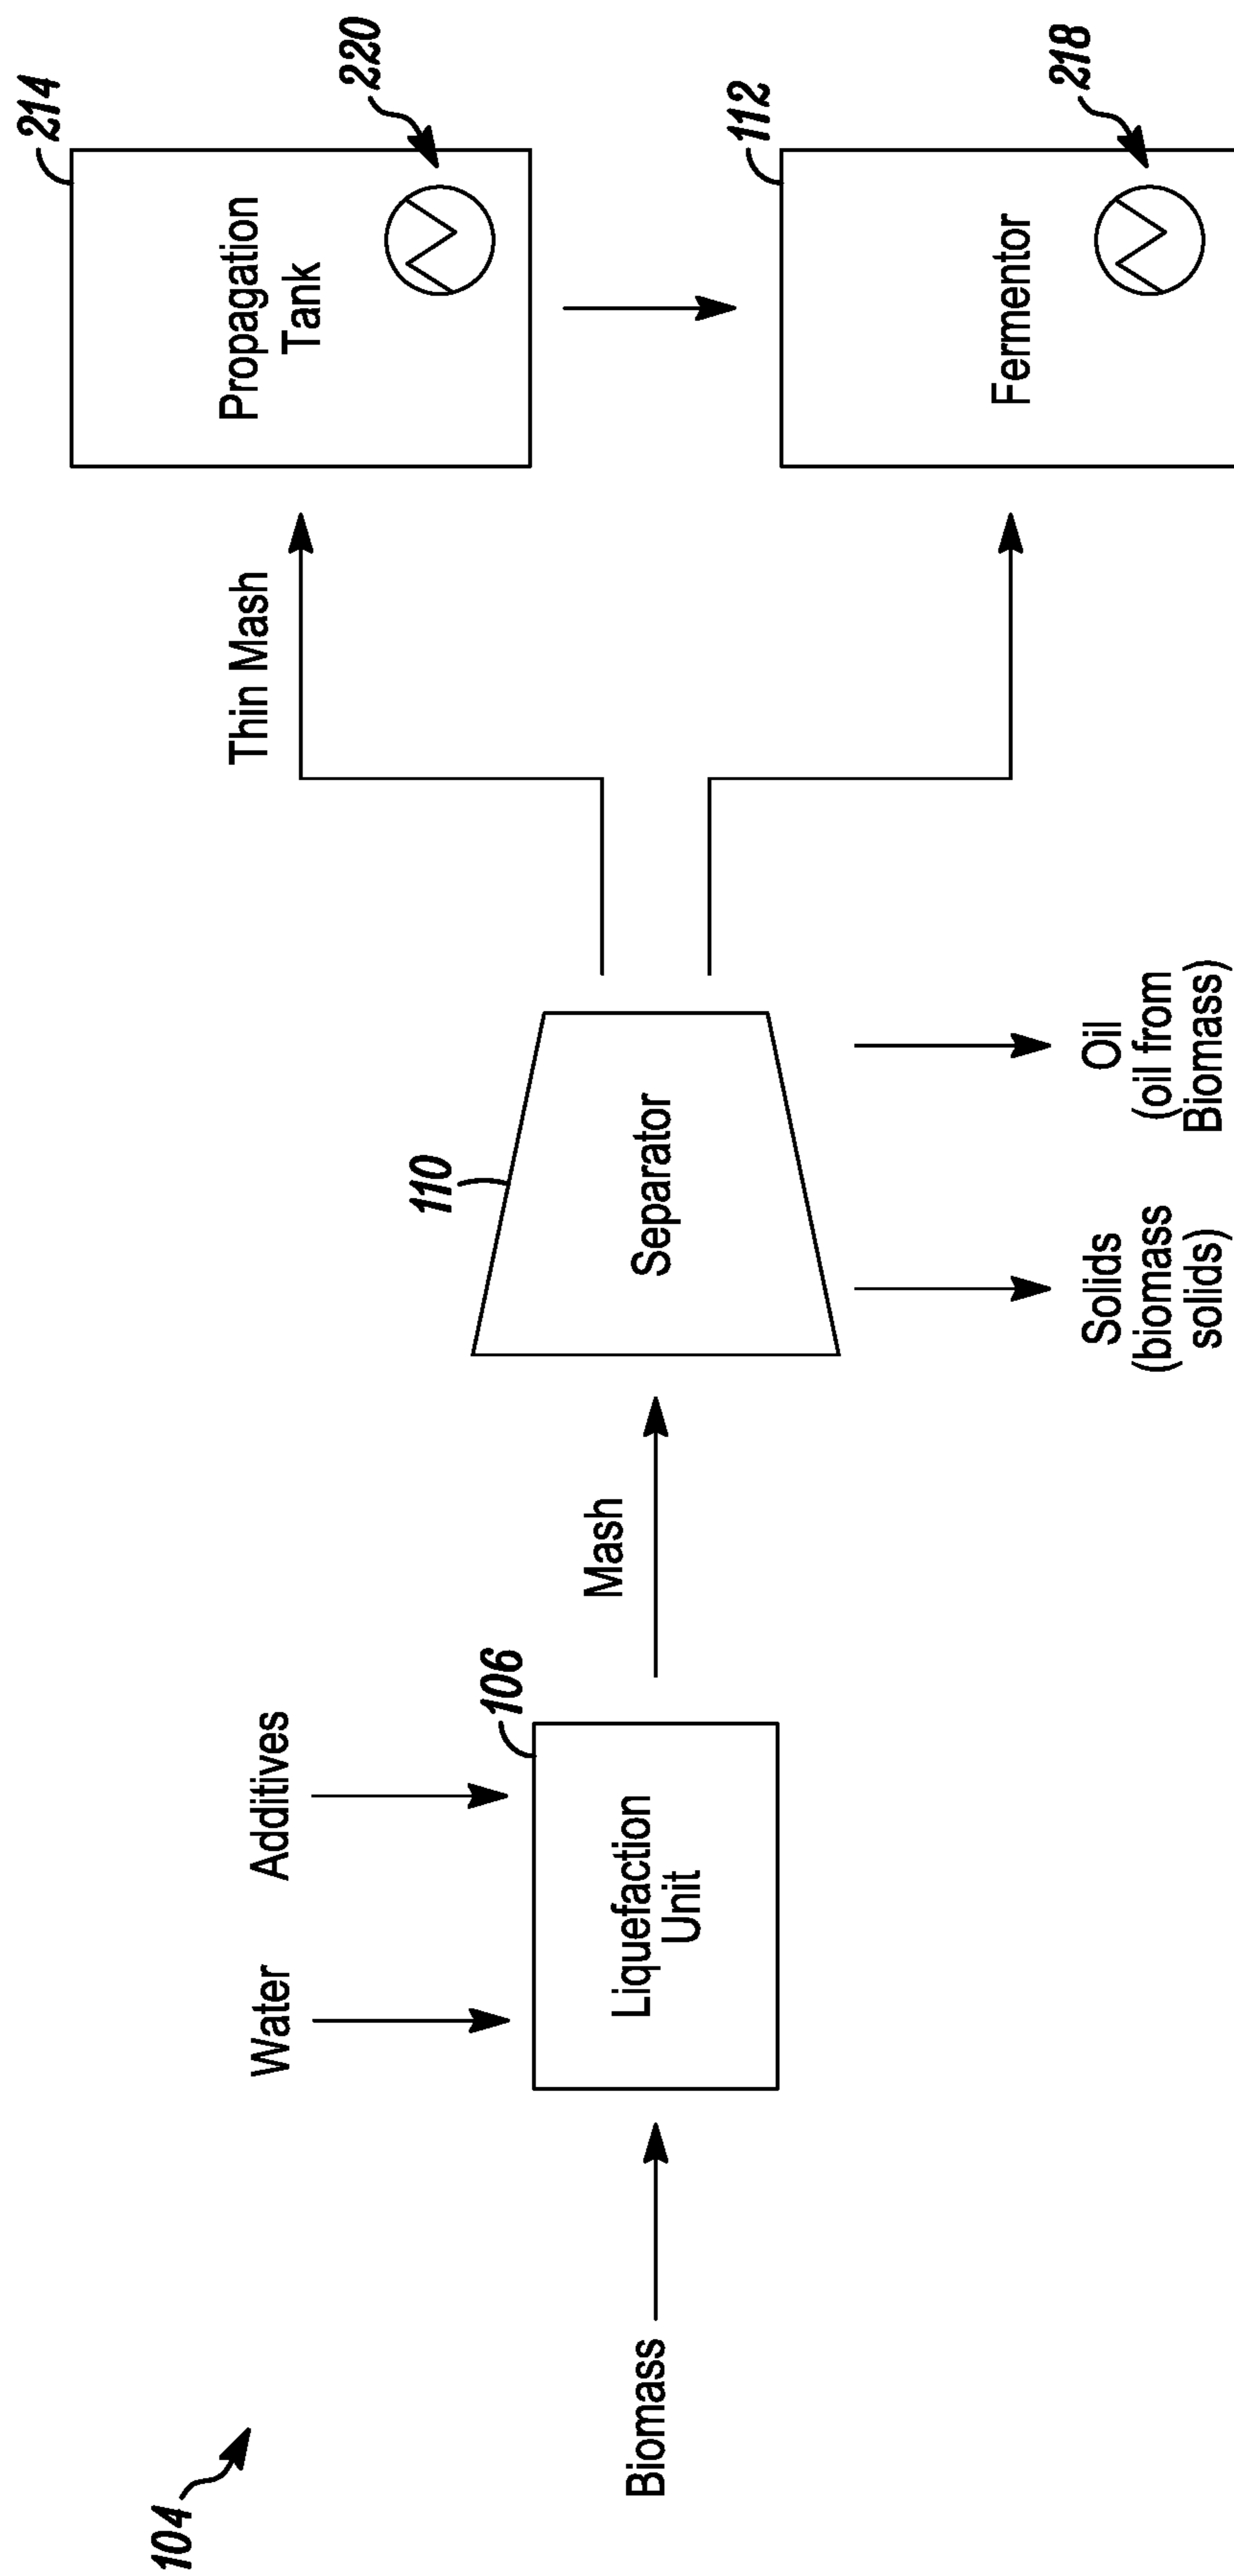 104
Biomass
Water
Additives
106
Liquefaction
Unit
Mash
110
Separator
Solids
(biomass
solids)
Oil
(oil from
Biomass)
Thin Mash
214
Propagation
Tank
220
112
Fermentor
218